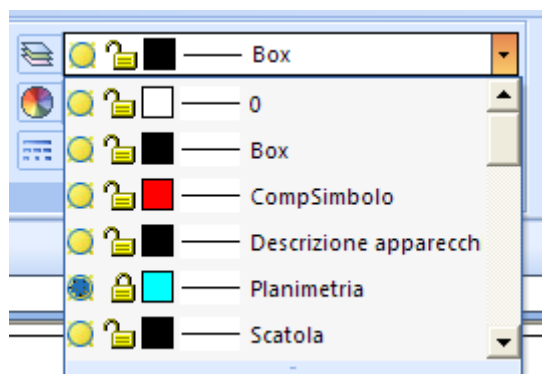 Box
0
Box
CompSimbolo
Descrizione apparecch
Planimetria
Scatola